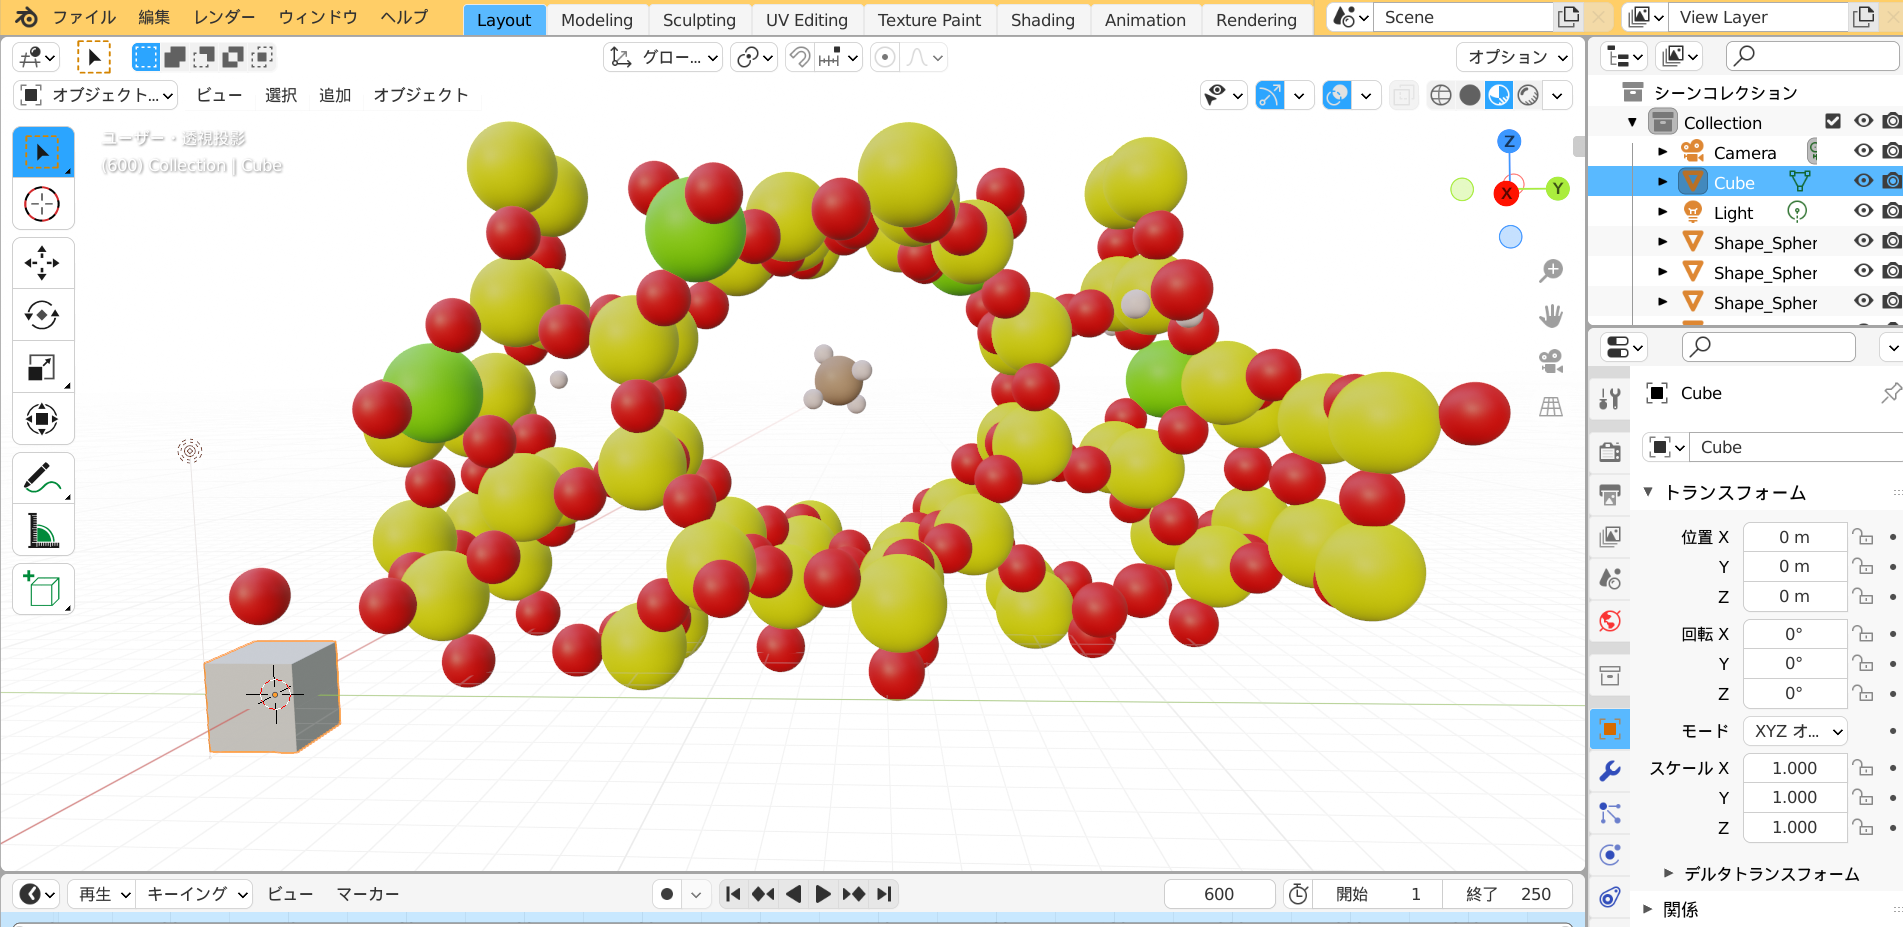 ファイル 編集 レンダー ウィンドウ ヘルプ Layout Modeling Sculpting UV Editing Texture Paint Shading Animation Rendering Scene View Layer
グロー... オプション
オブジェクト... ビュー 選択 追加 オブジェクト
ユーザー・透視投影
(600) Collection | Cube
Z
X
Y
シーンコレクション
Collection
Camera
Cube
Light
Shape_Spher
Shape_Spher
Shape_Spher
Cube
Cube
トランスフォーム
位置 X 0 m
Y 0 m
Z 0 m
回転 X 0°
Y 0°
Z 0°
モード XYZ オ...
スケール X 1.000
Y 1.000
Z 1.000
デルタトランスフォーム
関係
再生 キーイング ビュー マーカー 600 開始 1 終了 250